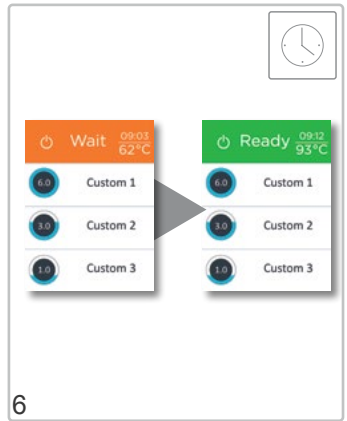 Wait 09:03
62°C
6.0 Custom 1
3.0 Custom 2
1.0 Custom 3
Ready 09:12
93°C
6.0 Custom 1
3.0 Custom 2
1.0 Custom 3
6